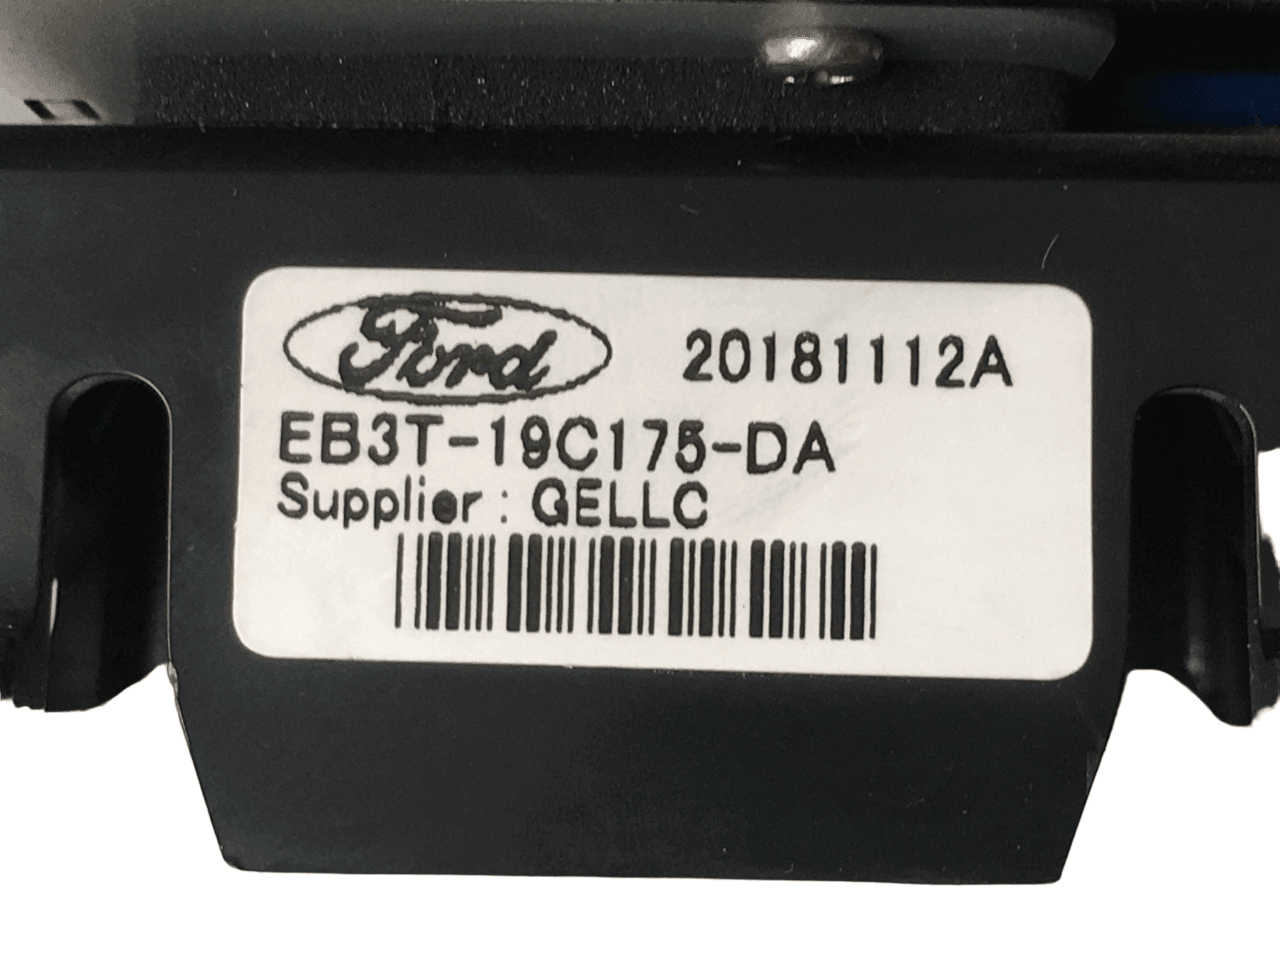 Ford 20181112A
EB3T-19C175-DA
Supplier : GELLC